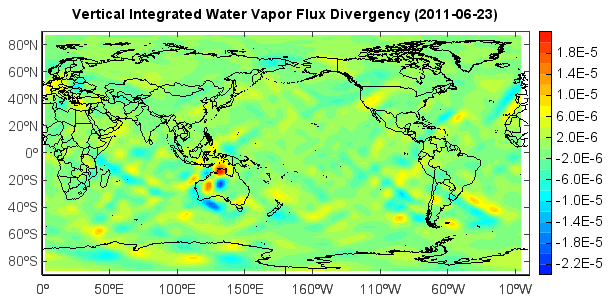 Vertical Integrated Water Vapor Flux Divergency (2011-06-23)
80°N
60°N
40°N
20°N
0°
20°S
40°S
60°S
80°S
0° 50°E 100°E 150°E 160°W 110°W 60°W 10°W
1.8E-5
1.4E-5
1.0E-5
6.0E-6
2.0E-6
-2.0E-6
-6.0E-6
-1.0E-5
-1.4E-5
-1.8E-5
-2.2E-5